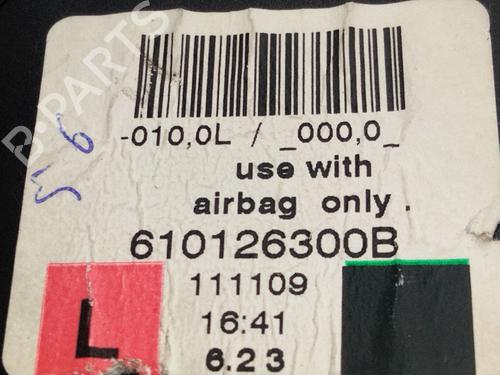 B-PARTS
-010,0L / _000,0_
use with
airbag only .
610126300B
111109
16:41
6.23
L